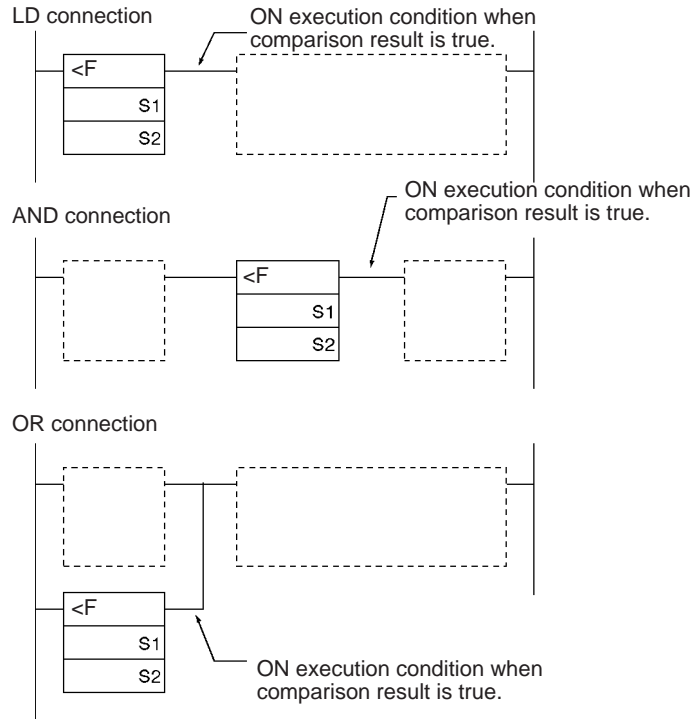 LD connection
ON execution condition when
comparison result is true.
<F
S1
S2
AND connection
ON execution condition when
comparison result is true.
<F
S1
S2
OR connection
<F
S1
S2
ON execution condition when
comparison result is true.